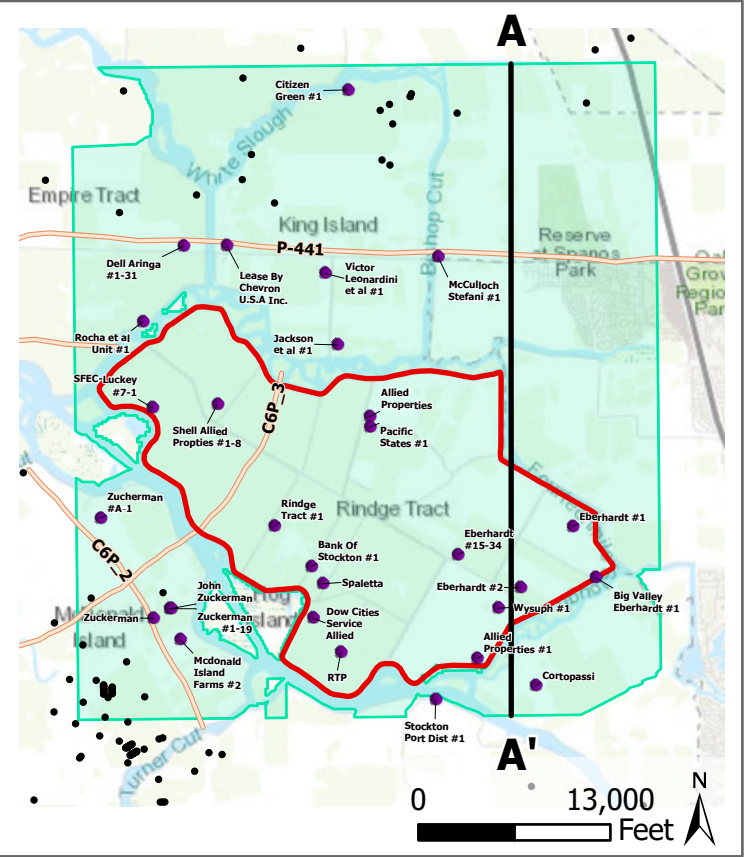 A
Citizen
Green #1
White Slough
Empire Tract
King Island
Bishop Cut
Reserve
at Spanos
Park
P-441
Dell Aringa
#1-31
Lease By
Chevron
U.S.A Inc.
Victor
Leonardini
et al #1
McCulloch
Stefani #1
Rocha et al
Unit #1
Jackson
et al #1
SFEC-Luckey
#7-1
C6P_3
Allied
Properties
Shell Allied
Propties #1-8
Pacific
States #1
Zucherman
#A-1
Rindge
Tract #1
Rindge Tract
Eberhardt #1
Eberhardt
#15-34
C6P_2
Bank Of
Stockton #1
Spaletta
Eberhardt #2
Big Valley
Eberhardt #1
John
Zuckerman
Zuckerman
Zuckerman
#1-19
Island
Dow Cities
Service
Allied
Wysuph #1
Mcdonald
Island
Farms #2
RTP
Allied
Properties #1
Cortopassi
Stockton
Port Dist #1
Turner Cut
A'
N
0 13,000
Feet